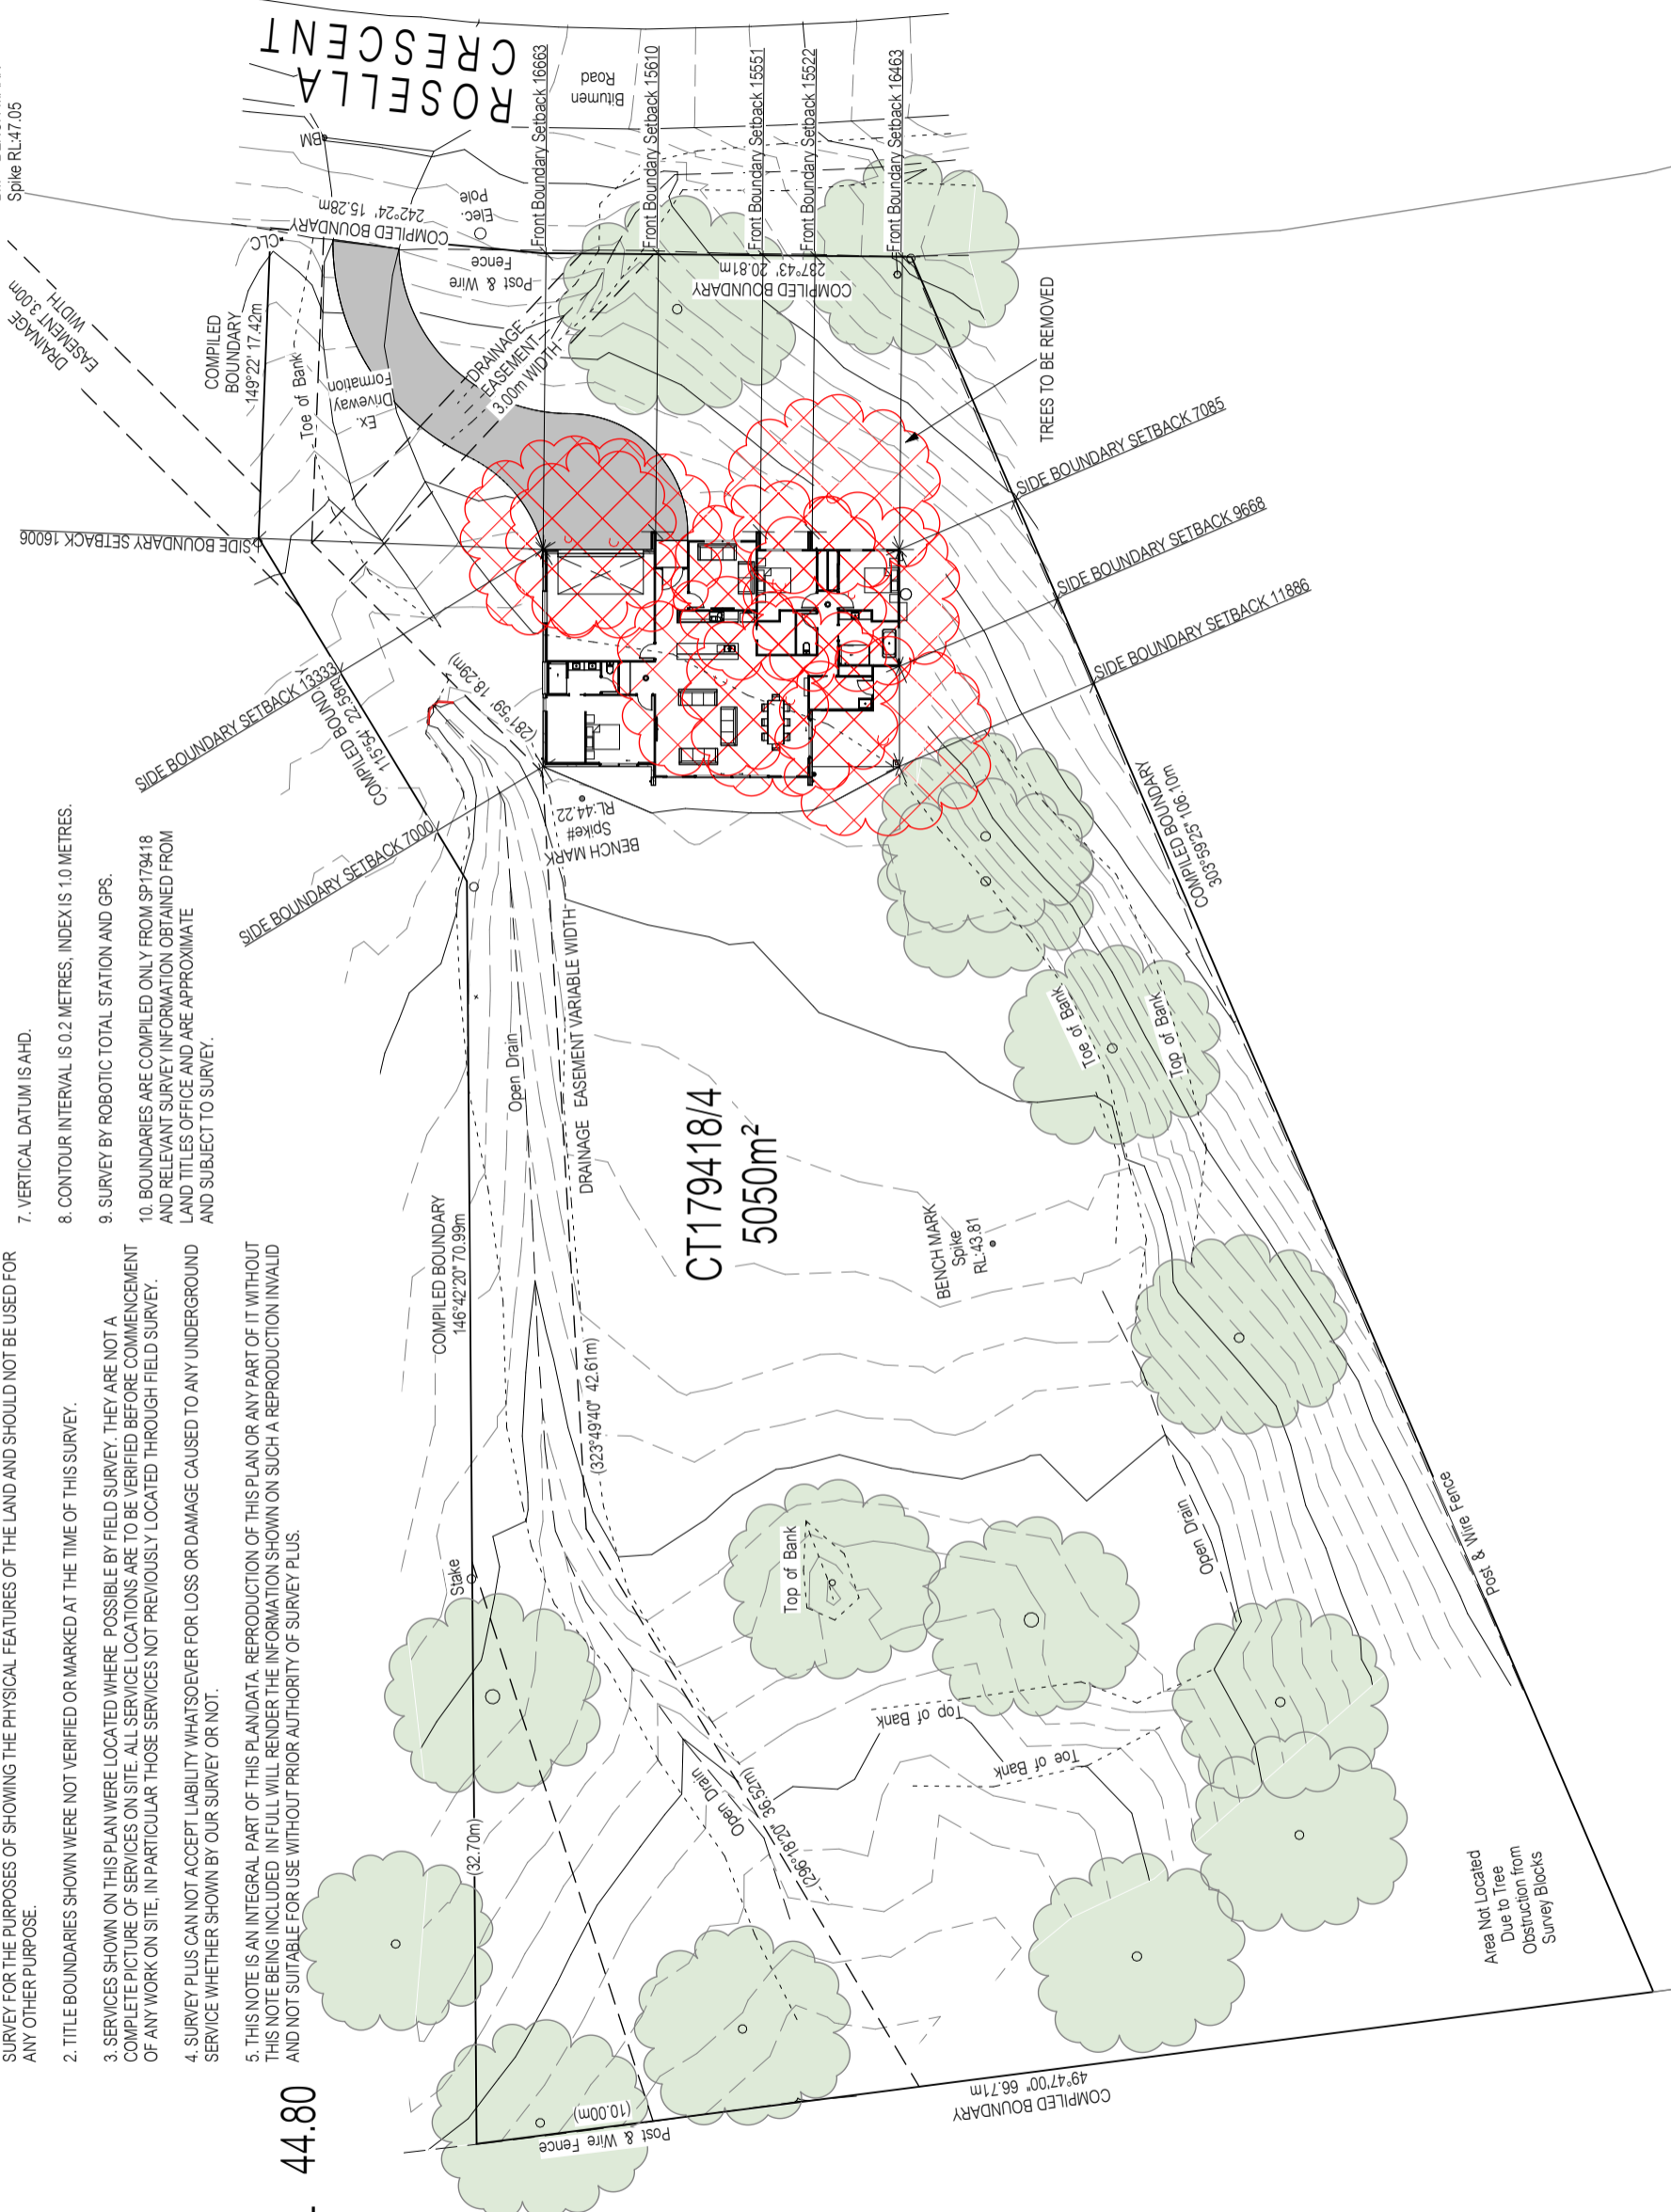 SURVEY FOR THE PURPOSES OF SHOWING THE PHYSICAL FEATURES OF THE LAND AND SHOULD NOT BE USED FOR
ANY OTHER PURPOSE.
2. TITLE BOUNDARIES SHOWN WERE NOT VERIFIED OR MARKED AT THE TIME OF THIS SURVEY.
3. SERVICES SHOWN ON THIS PLAN WERE LOCATED WHERE POSSIBLE BY FIELD SURVEY. THEY ARE NOT A
COMPLETE PICTURE OF SERVICES ON SITE. ALL SERVICE LOCATIONS ARE TO BE VERIFIED BEFORE COMMENCEMENT
OF ANY WORK ON SITE, IN PARTICULAR THOSE SERVICES NOT PREVIOUSLY LOCATED THROUGH FIELD SURVEY.
4. SURVEY PLUS CAN NOT ACCEPT LIABILITY WHATSOEVER FOR LOSS OR DAMAGE CAUSED TO ANY UNDERGROUND
SERVICE WHETHER SHOWN BY OUR SURVEY OR NOT.
5. THIS NOTE IS AN INTEGRAL PART OF THIS PLAN/DATA. REPRODUCTION OF THIS PLAN OR ANY PART OF IT WITHOUT
THIS NOTE BEING INCLUDED IN FULL WILL RENDER THE INFORMATION SHOWN ON SUCH A REPRODUCTION INVALID
AND NOT SUITABLE FOR USE WITHOUT PRIOR AUTHORITY OF SURVEY PLUS.
7. VERTICAL DATUM IS AHD.
8. CONTOUR INTERVAL IS 0.2 METRES, INDEX IS 1.0 METRES.
9. SURVEY BY ROBOTIC TOTAL STATION AND GPS.
10. BOUNDARIES ARE COMPILED ONLY FROM SP179418
AND RELEVANT SURVEY INFORMATION OBTAINED FROM
LAND TITLES OFFICE AND ARE APPROXIMATE
AND SUBJECT TO SURVEY.
Spike RL:47.05
44.80
ROSELLA
CRESCENT
Bitumen
Road
BM
CLC
Elec.
Pole
COMPILED BOUNDARY
242°24' 15.28m
Post & Wire
Fence
Front Boundary Setback 16663
Front Boundary Setback 15610
Front Boundary Setback 15551
Front Boundary Setback 15522
Front Boundary Setback 16463
COMPILED BOUNDARY
237°43' 20.81m
DRAINAGE
EASEMENT 3.00m
WIDTH
COMPILED
BOUNDARY
149°22' 17.42m
Toe of Bank
Ex.
Driveway
Formation
DRAINAGE
EASEMENT
3.00m WIDTH
TREES TO BE REMOVED
SIDE BOUNDARY SETBACK 16006
SIDE BOUNDARY SETBACK 13333
SIDE BOUNDARY SETBACK 7000
SIDE BOUNDARY SETBACK 7085
SIDE BOUNDARY SETBACK 9668
SIDE BOUNDARY SETBACK 11886
COMPILED BOUND
115°54' 22.58m
(281°59' 18.29m)
BENCH MARK
Spike#
RL:44.22
COMPILED BOUNDARY
303°59'25" 106.10m
DRAINAGE EASEMENT VARIABLE WIDTH
Open Drain
Toe of Bank
Top of Bank
CT179418/4
5050m²
COMPILED BOUNDARY
146°42'20" 70.99m
BENCH MARK
Spike
RL:43.81
(323°49'40" 42.61m)
Stake
Top of Bank
Open Drain
Post & Wire Fence
(32.70m)
Top of Bank
Toe of Bank
Open Drain
(296°18'20" 36.52m)
Area Not Located
Due to Tree
Obstruction from
Survey Blocks
(10.00m)
Post & Wire Fence
COMPILED BOUNDARY
49°47'00" 66.71m